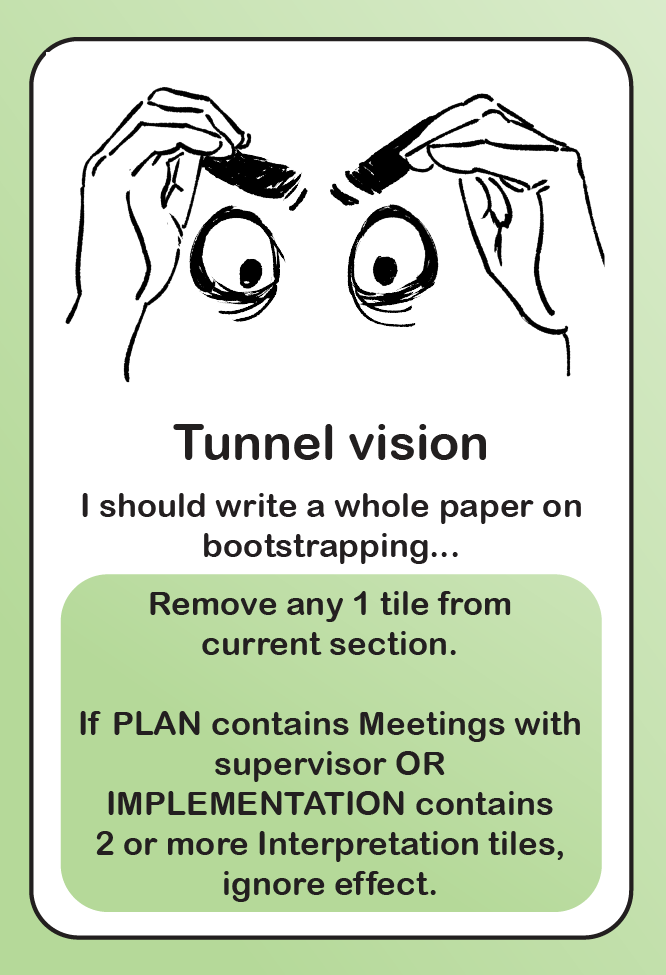 Tunnel vision
I should write a whole paper on
bootstrapping...
Remove any 1 tile from
current section.
If PLAN contains Meetings with
supervisor OR
IMPLEMENTATION contains
2 or more Interpretation tiles,
ignore effect.